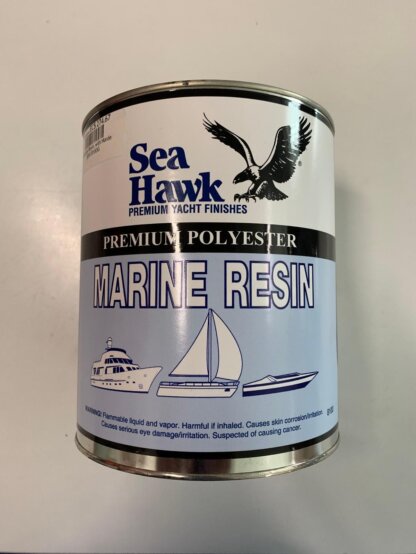 Sea
Hawk
®
PREMIUM YACHT FINISHES
PREMIUM POLYESTER
MARINE RESIN
WARNING! Flammable liquid and vapor. Harmful if inhaled. Causes skin corrosion/irritation.
Causes serious eye damage/irritation. Suspected of causing cancer.